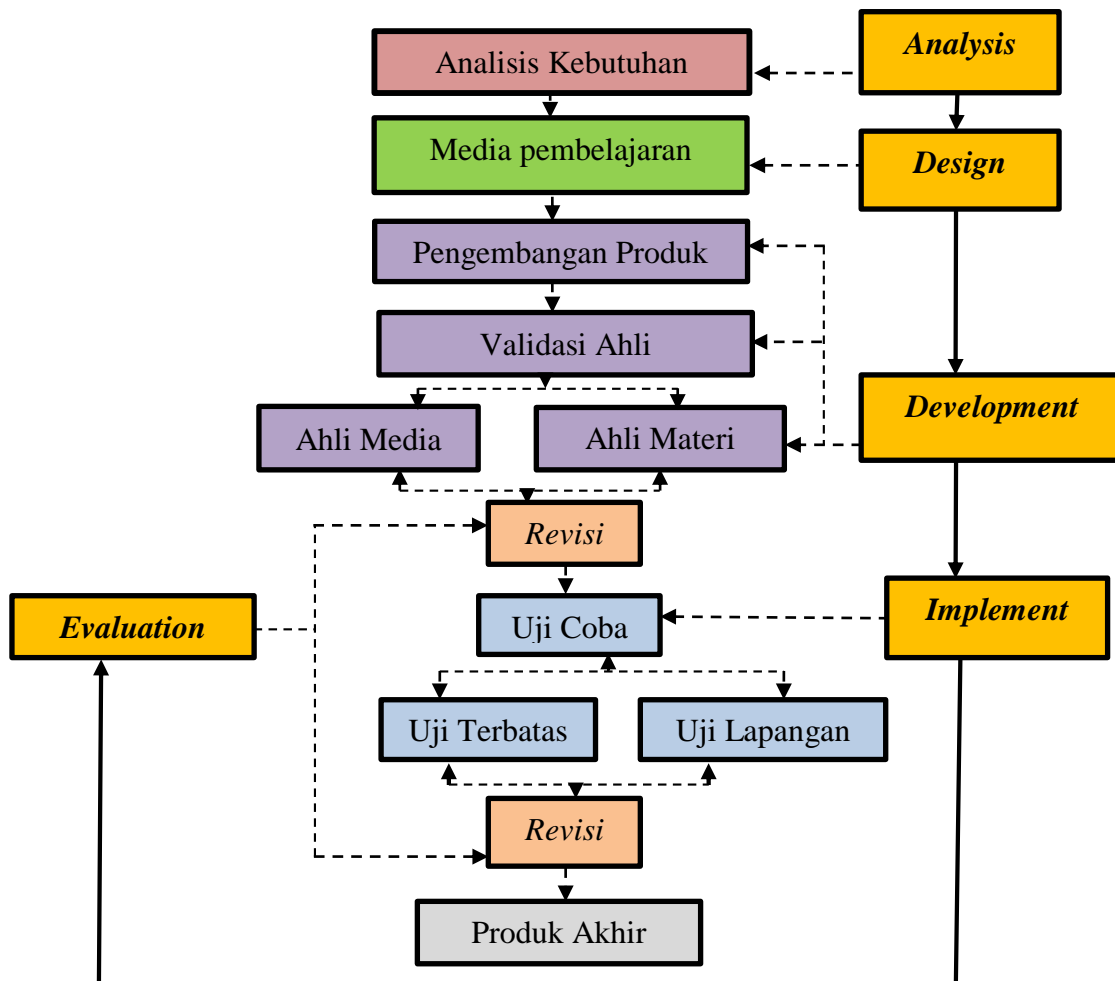 Analysis
Analisis Kebutuhan
Media pembelajaran
Design
Pengembangan Produk
Validasi Ahli
Development
Ahli Media
Ahli Materi
Revisi
Implement
Evaluation
Uji Coba
Uji Terbatas
Uji Lapangan
Revisi
Produk Akhir